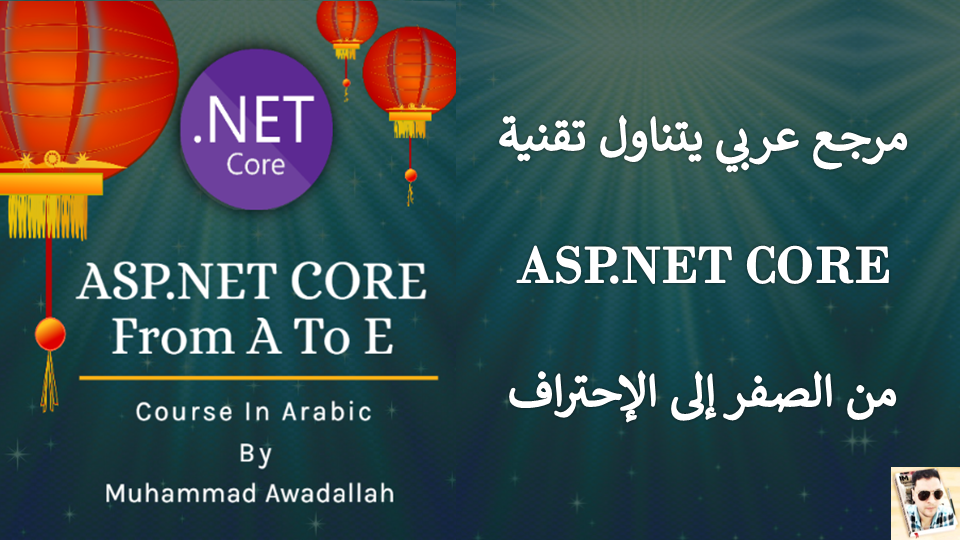 .NET
Core
ASP.NET CORE
From A To E
Course In Arabic
By
Muhammad Awadallah
مرجع عربي يتناول تقنية
ASP.NET CORE
من الصفر إلى الإحتراف